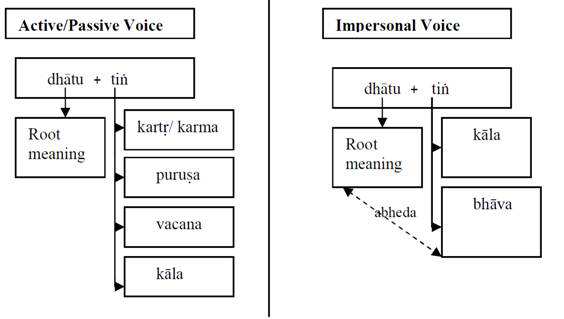 Active/Passive Voice
dhātu + tiṅ
Root
meaning
kartṛ/ karma
puruṣa
vacana
kāla
Impersonal Voice
dhātu + tiṅ
Root
meaning
kāla
bhāva
abheda